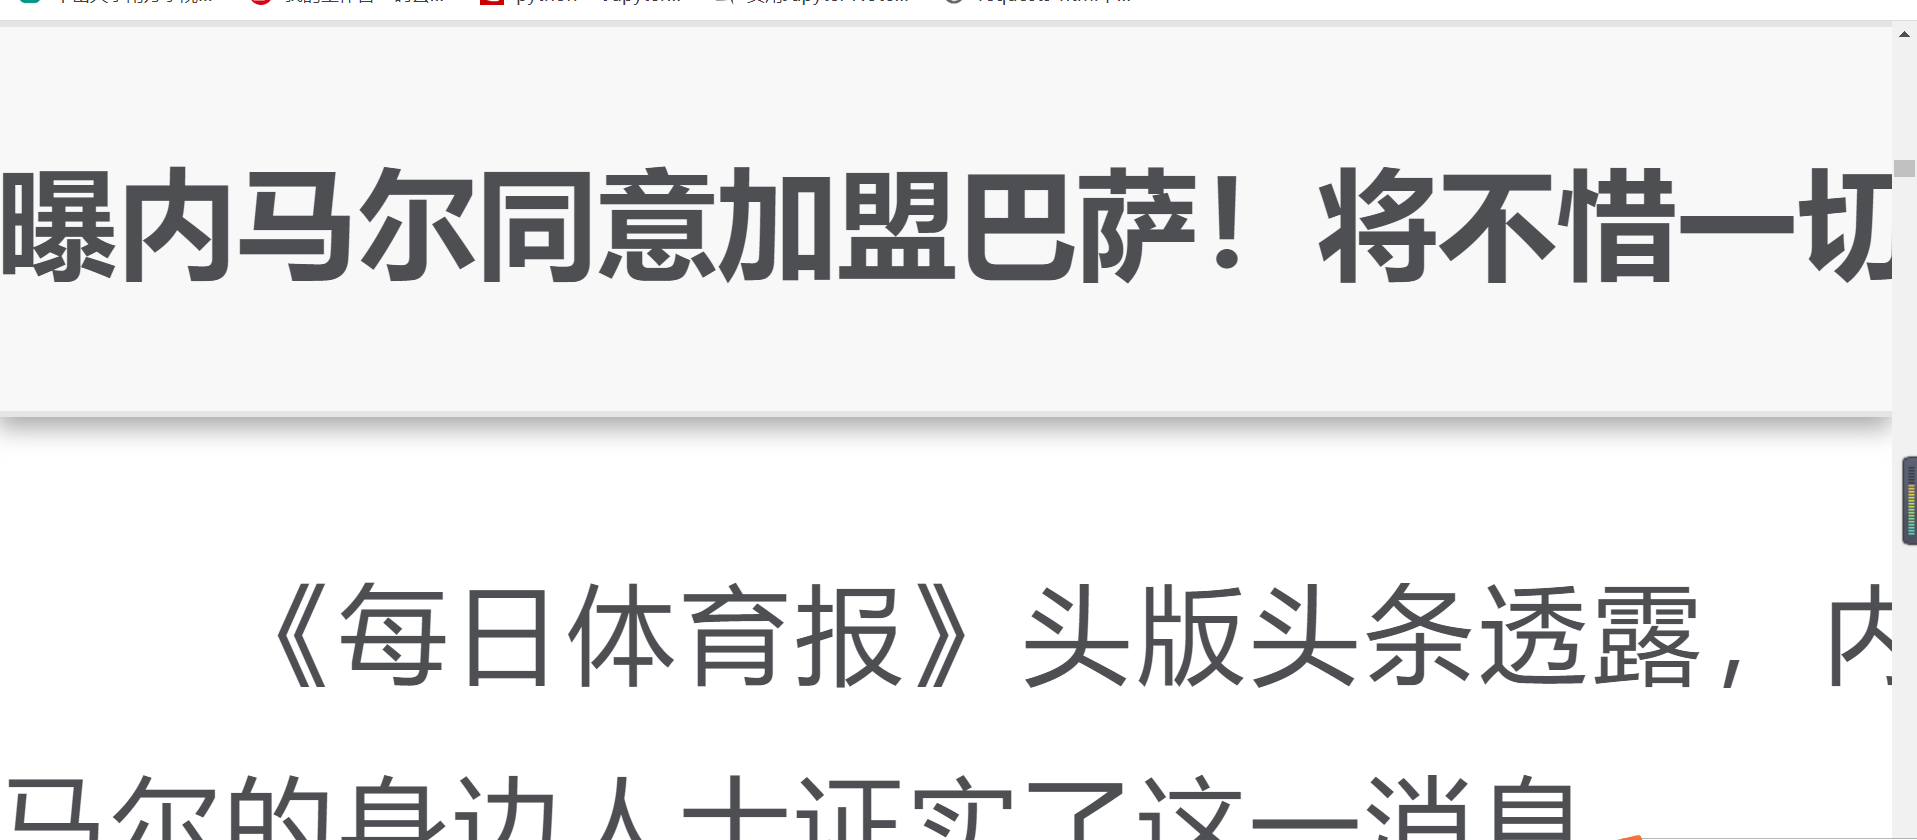 python
曝内马尔同意加盟巴萨！将不惜一切
《每日体育报》头版头条透露，内
马尔的身边人士证实了这一消息